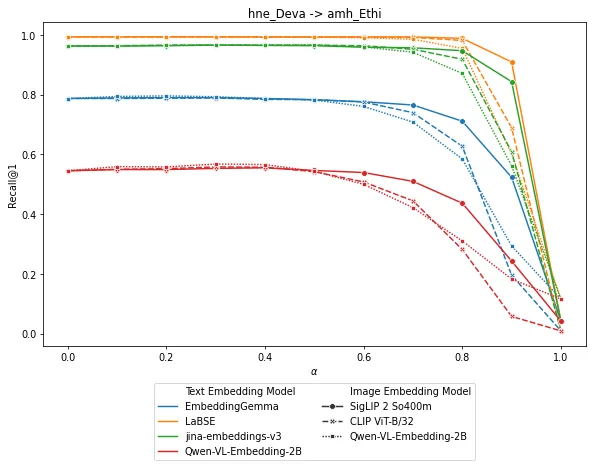 hne_Deva -> amh_Ethi
Recall@1
1.0
0.8
0.6
0.4
0.2
0.0
0.0 0.2 0.4 0.6 0.8 1.0
α
Text Embedding Model Image Embedding Model
EmbeddingGemma SigLIP 2 So400m
LaBSE CLIP ViT-B/32
jina-embeddings-v3 Qwen-VL-Embedding-2B
Qwen-VL-Embedding-2B